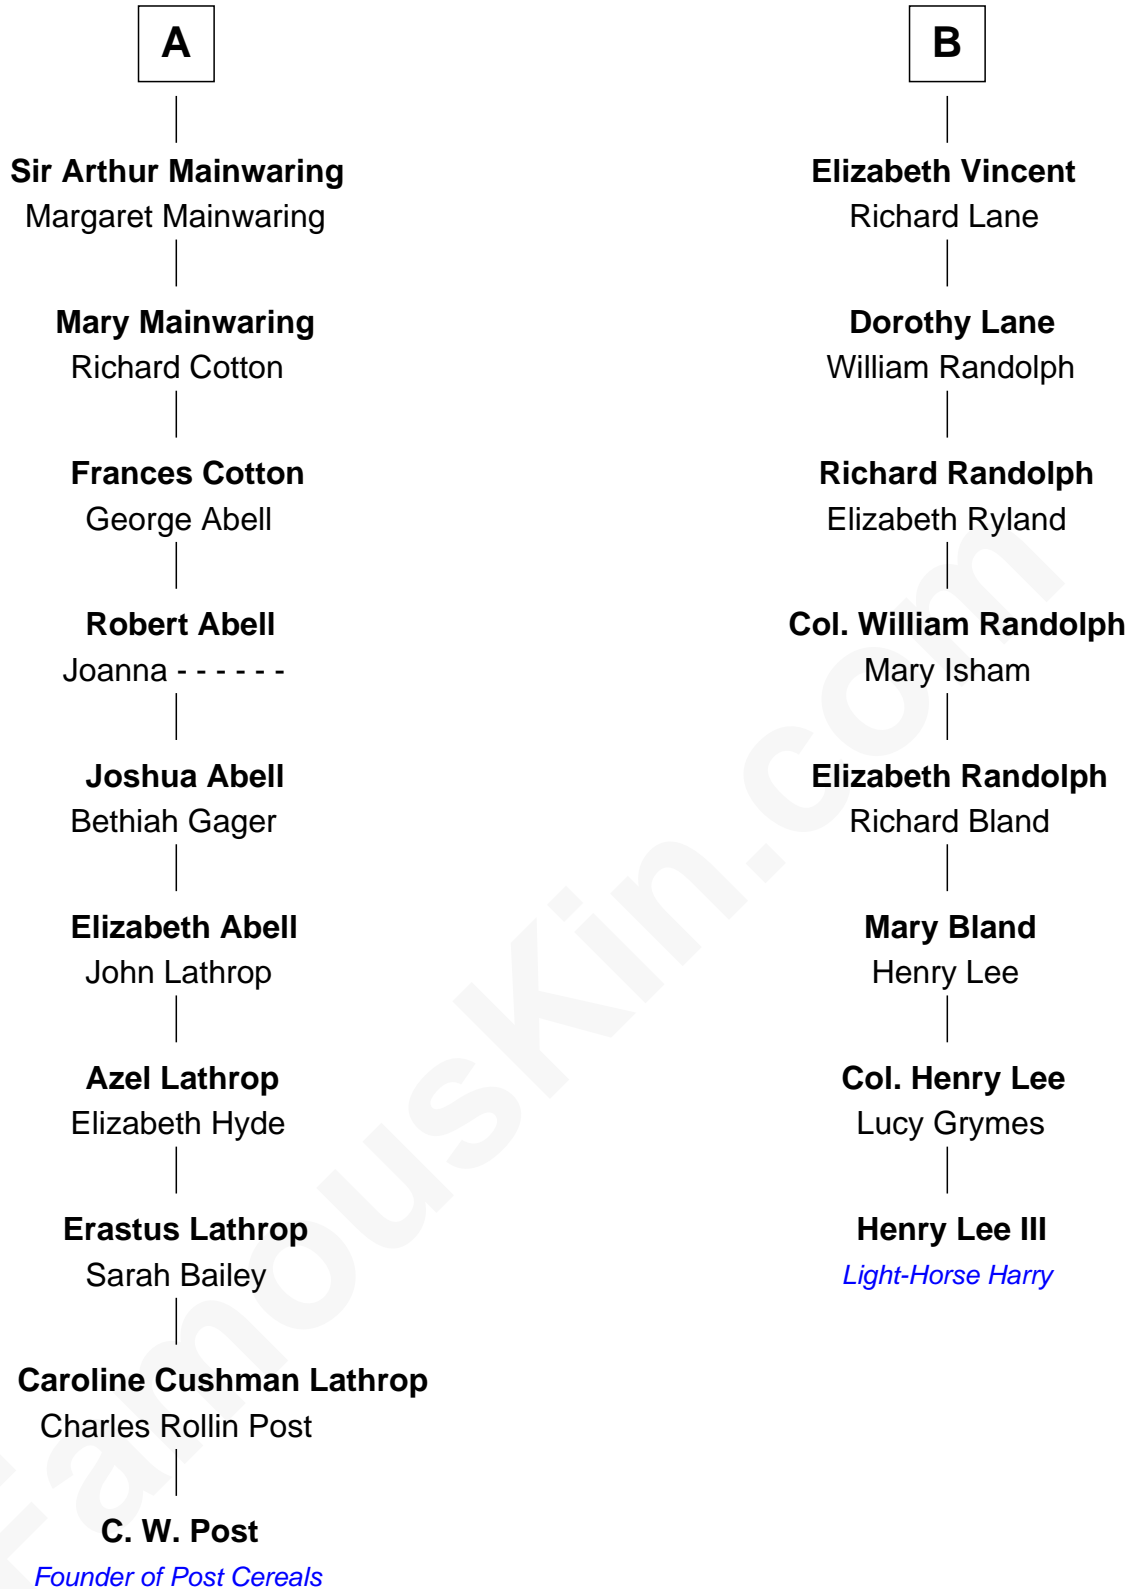 A
Sir Arthur Mainwaring
Margaret Mainwaring
Mary Mainwaring
Richard Cotton
Frances Cotton
George Abell
Robert Abell
Joanna - - - - - -
Joshua Abell
Bethiah Gager
Elizabeth Abell
John Lathrop
Azel Lathrop
Elizabeth Hyde
Erastus Lathrop
Sarah Bailey
Caroline Cushman Lathrop
Charles Rollin Post
C. W. Post
Founder of Post Cereals
B
Elizabeth Vincent
Richard Lane
Dorothy Lane
William Randolph
Richard Randolph
Elizabeth Ryland
Col. William Randolph
Mary Isham
Elizabeth Randolph
Richard Bland
Mary Bland
Henry Lee
Col. Henry Lee
Lucy Grymes
Henry Lee III
Light-Horse Harry
FamousKin.com